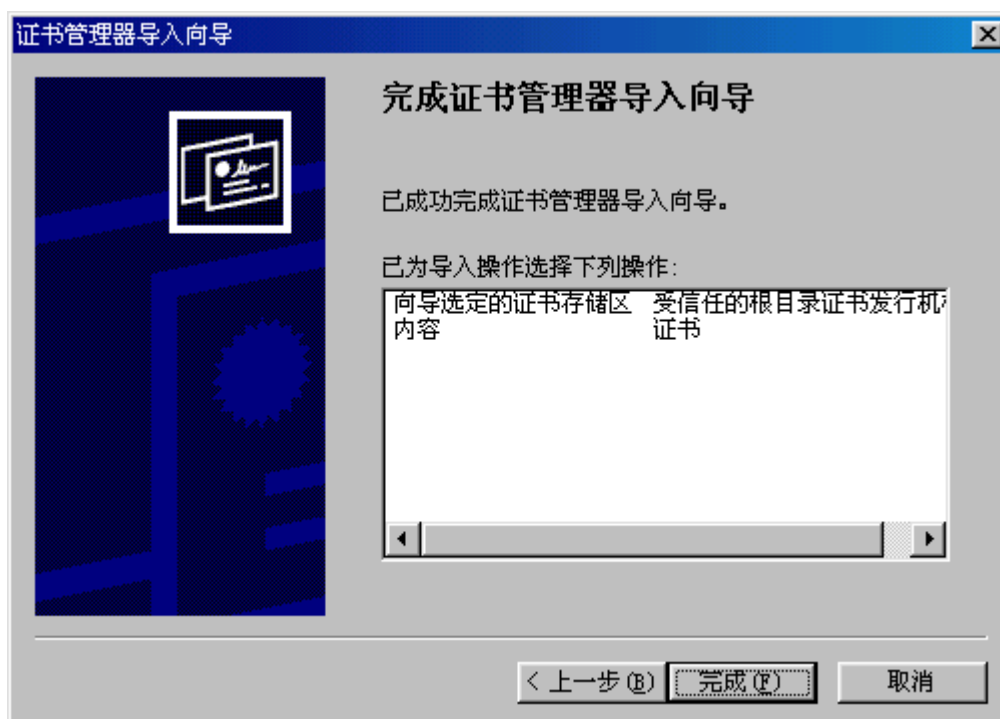 证书管理器导入向导
完成证书管理器导入向导
已成功完成证书管理器导入向导。
已为导入操作选择下列操作:
向导选定的证书存储区 受信任的根目录证书发行机
内容 证书
< 上一步(B) 完成(F) 取消